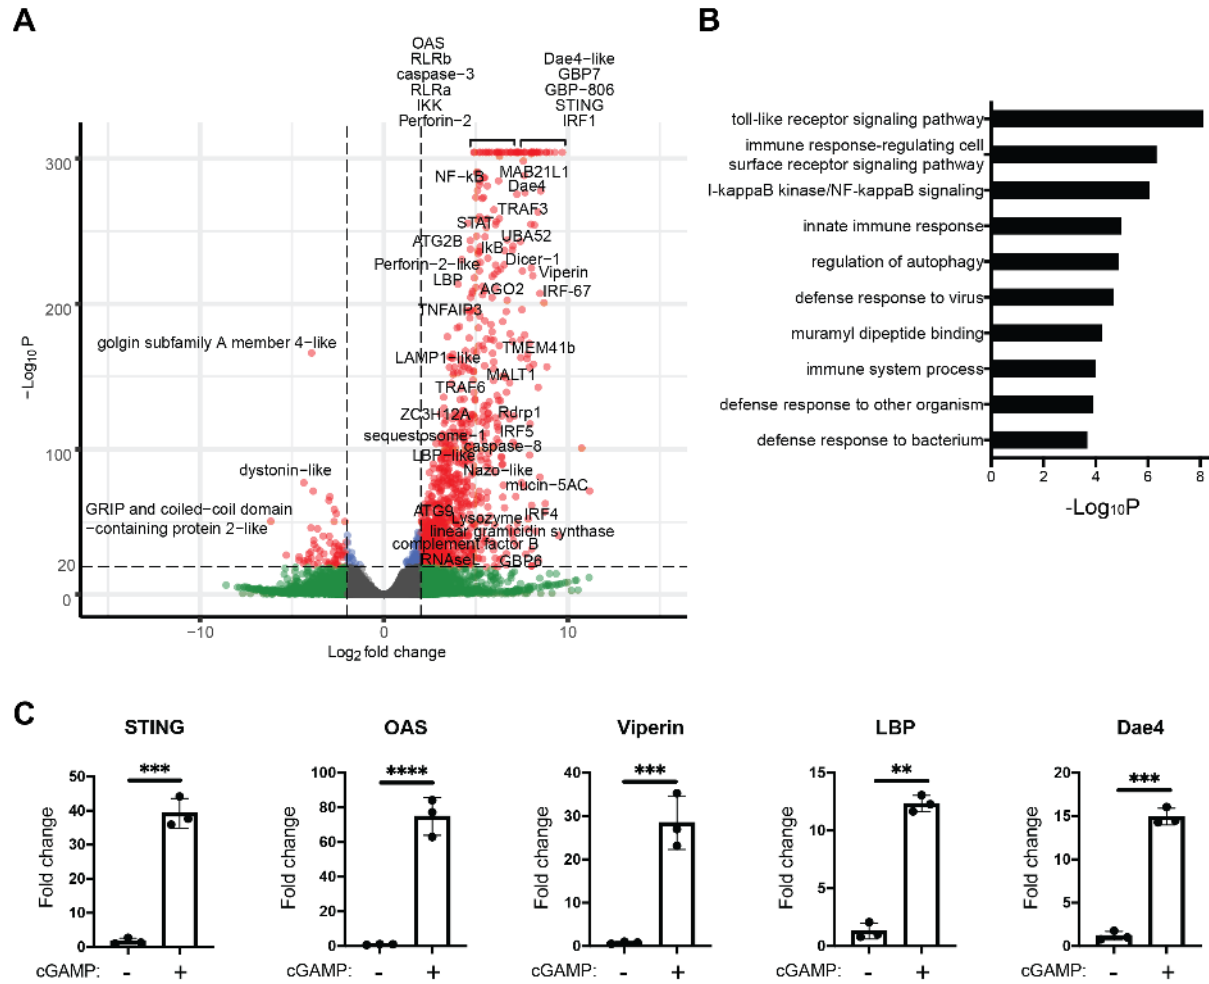 A
B
OAS
RLRb
caspase−3
RLRa
IKK
Perforin−2
Dae4−like
GBP7
GBP−806
STING
IRF1
−Log10 P
300
200
100
20
0
NF−kB
MAB21L1
Dae4
TRAF3
STAT
UBA52
ATG2B
IkB
Dicer−1
Perforin−2−like
Viperin
LBP
AGO2
IRF−67
TNFAIP3
golgin subfamily A member 4−like
TMEM41b
LAMP1−like
MALT1
TRAF6
ZC3H12A
Rdrp1
IRF5
sequestosome−1
caspase−8
LBP−like
dystonin−like
Nazo−like
mucin−5AC
GRIP and coiled−coil domain
−containing protein 2−like
ATG9
Lysozyme
IRF4
linear gramicidin synthase
complement factor B
RNAseL
GBP6
−10
0
10
Log2 fold change
toll-like receptor signaling pathway
immune response-regulating cell
surface receptor signaling pathway
I-kappaB kinase/NF-kappaB signaling
innate immune response
regulation of autophagy
defense response to virus
muramyl dipeptide binding
immune system process
defense response to other organism
defense response to bacterium
0 2 4 6 8
-Log10P
C
STING
***
Fold change
50
40
30
20
10
0
cGAMP: - +
OAS
****
Fold change
100
80
60
40
20
0
cGAMP: - +
Viperin
***
Fold change
40
30
20
10
0
cGAMP: - +
LBP
**
Fold change
15
10
5
0
cGAMP: - +
Dae4
***
Fold change
20
15
10
5
0
cGAMP: - +